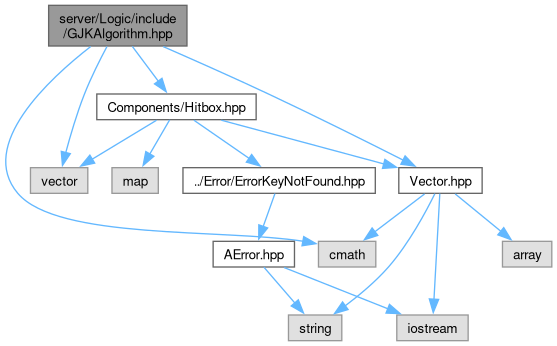 server/Logic/include
/GJKAlgorithm.hpp
Components/Hitbox.hpp
vector
map
../Error/ErrorKeyNotFound.hpp
Vector.hpp
AError.hpp
cmath
array
string
iostream